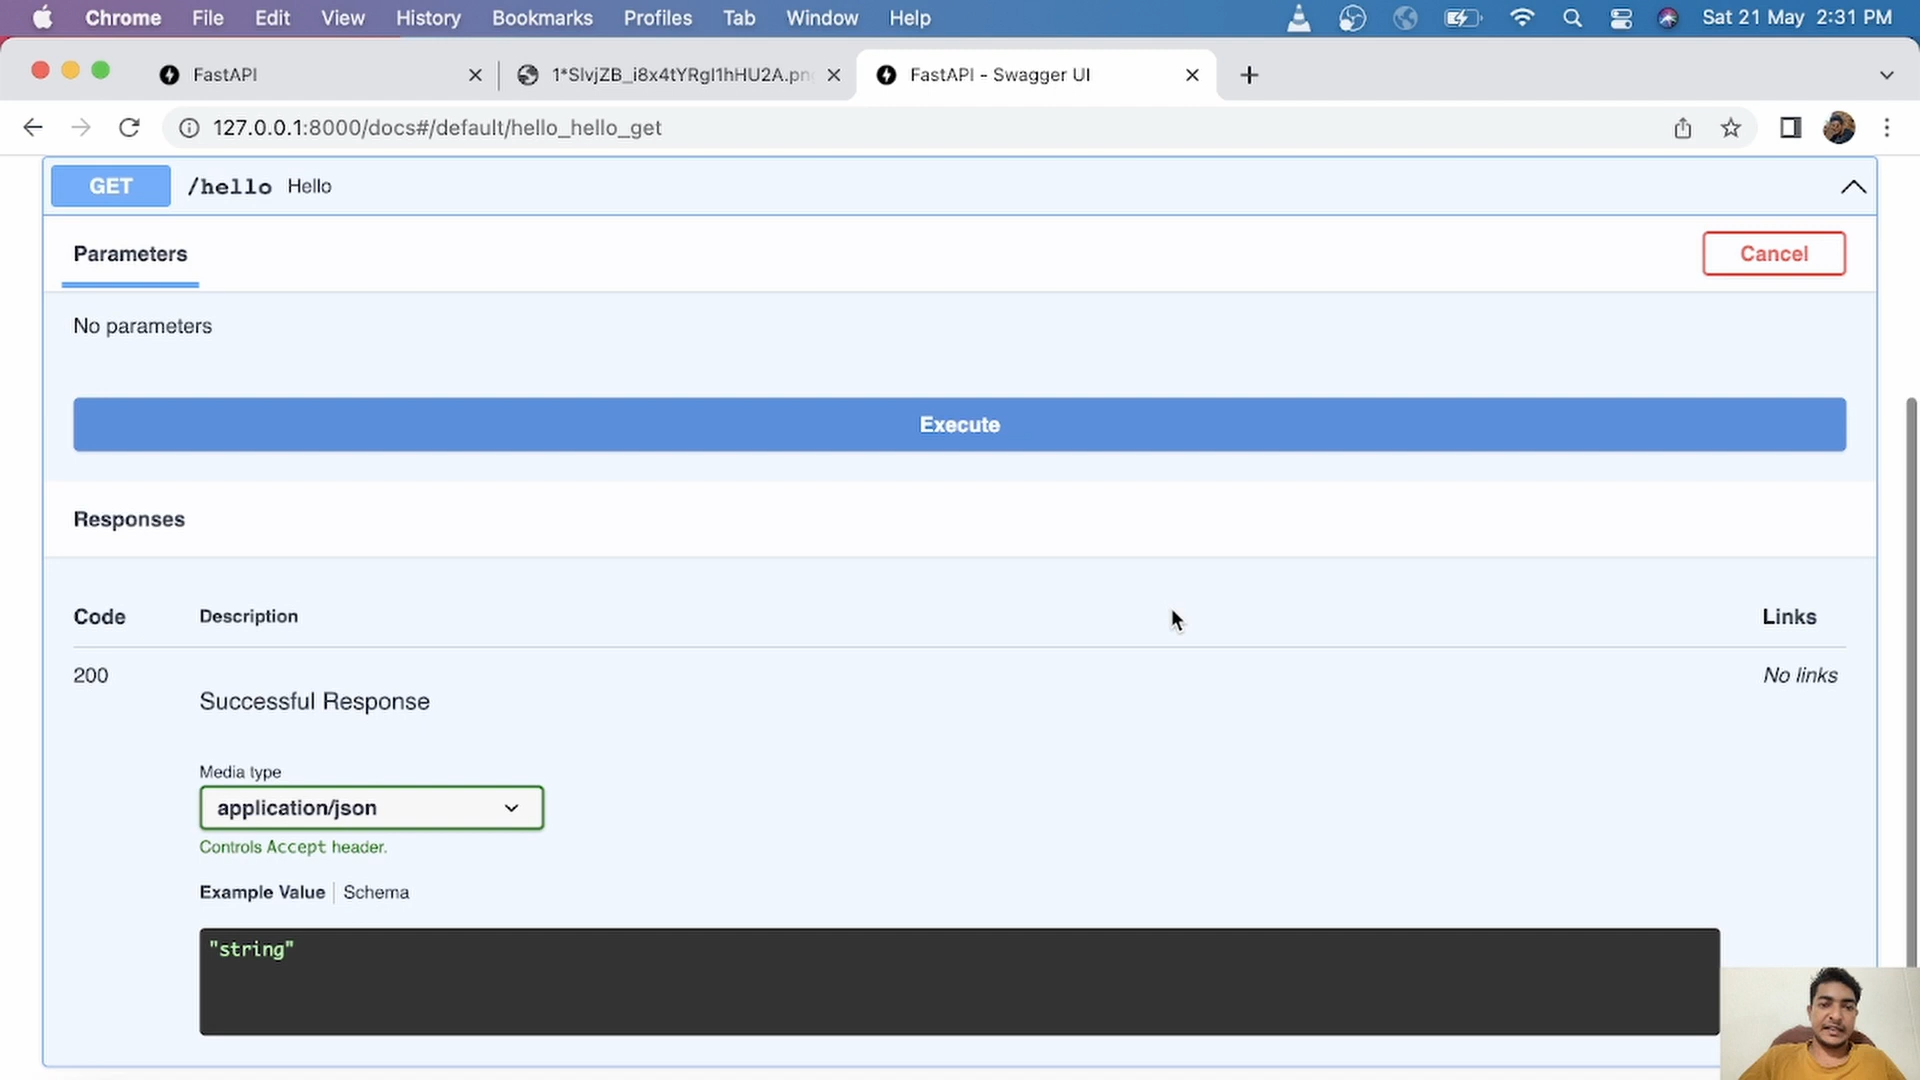 Chrome File Edit View History Bookmarks Profiles Tab Window Help Sat 21 May 2:31 PM
FastAPI 1*SIvjZB_i8x4tYRgI1hHU2A.pn FastAPI - Swagger UI
127.0.0.1:8000/docs#/default/hello_hello_get
GET /hello Hello
Parameters Cancel
No parameters
Execute
Responses
Code Description Links
200 No links
Successful Response
Media type
application/json
Controls Accept header.
Example Value Schema
"string"